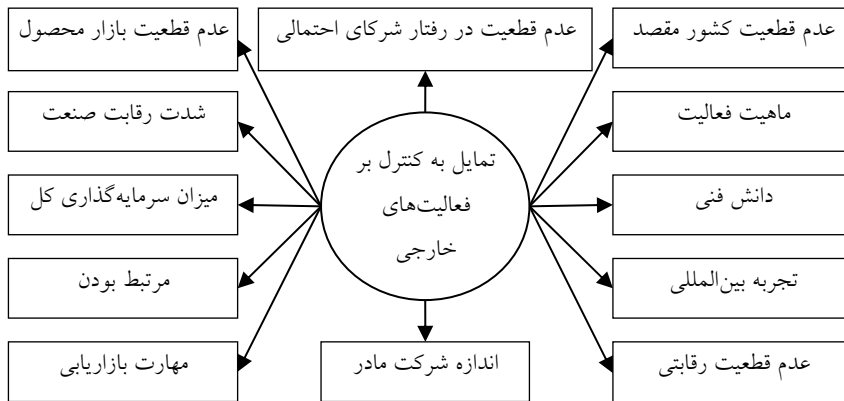 عدم قطعیت کشور مقصد
عدم قطعیت در رفتار شرکای احتمالی
عدم قطعیت بازار محصول
ماهیت فعالیت
شدت رقابت صنعت
تمایل به کنترل بر
فعالیت‌های
خارجی
دانش فنی
میزان سرمایه‌گذاری کل
تجربه بین‌المللی
مرتبط بودن
عدم قطعیت رقابتی
اندازه شرکت مادر
مهارت بازاریابی